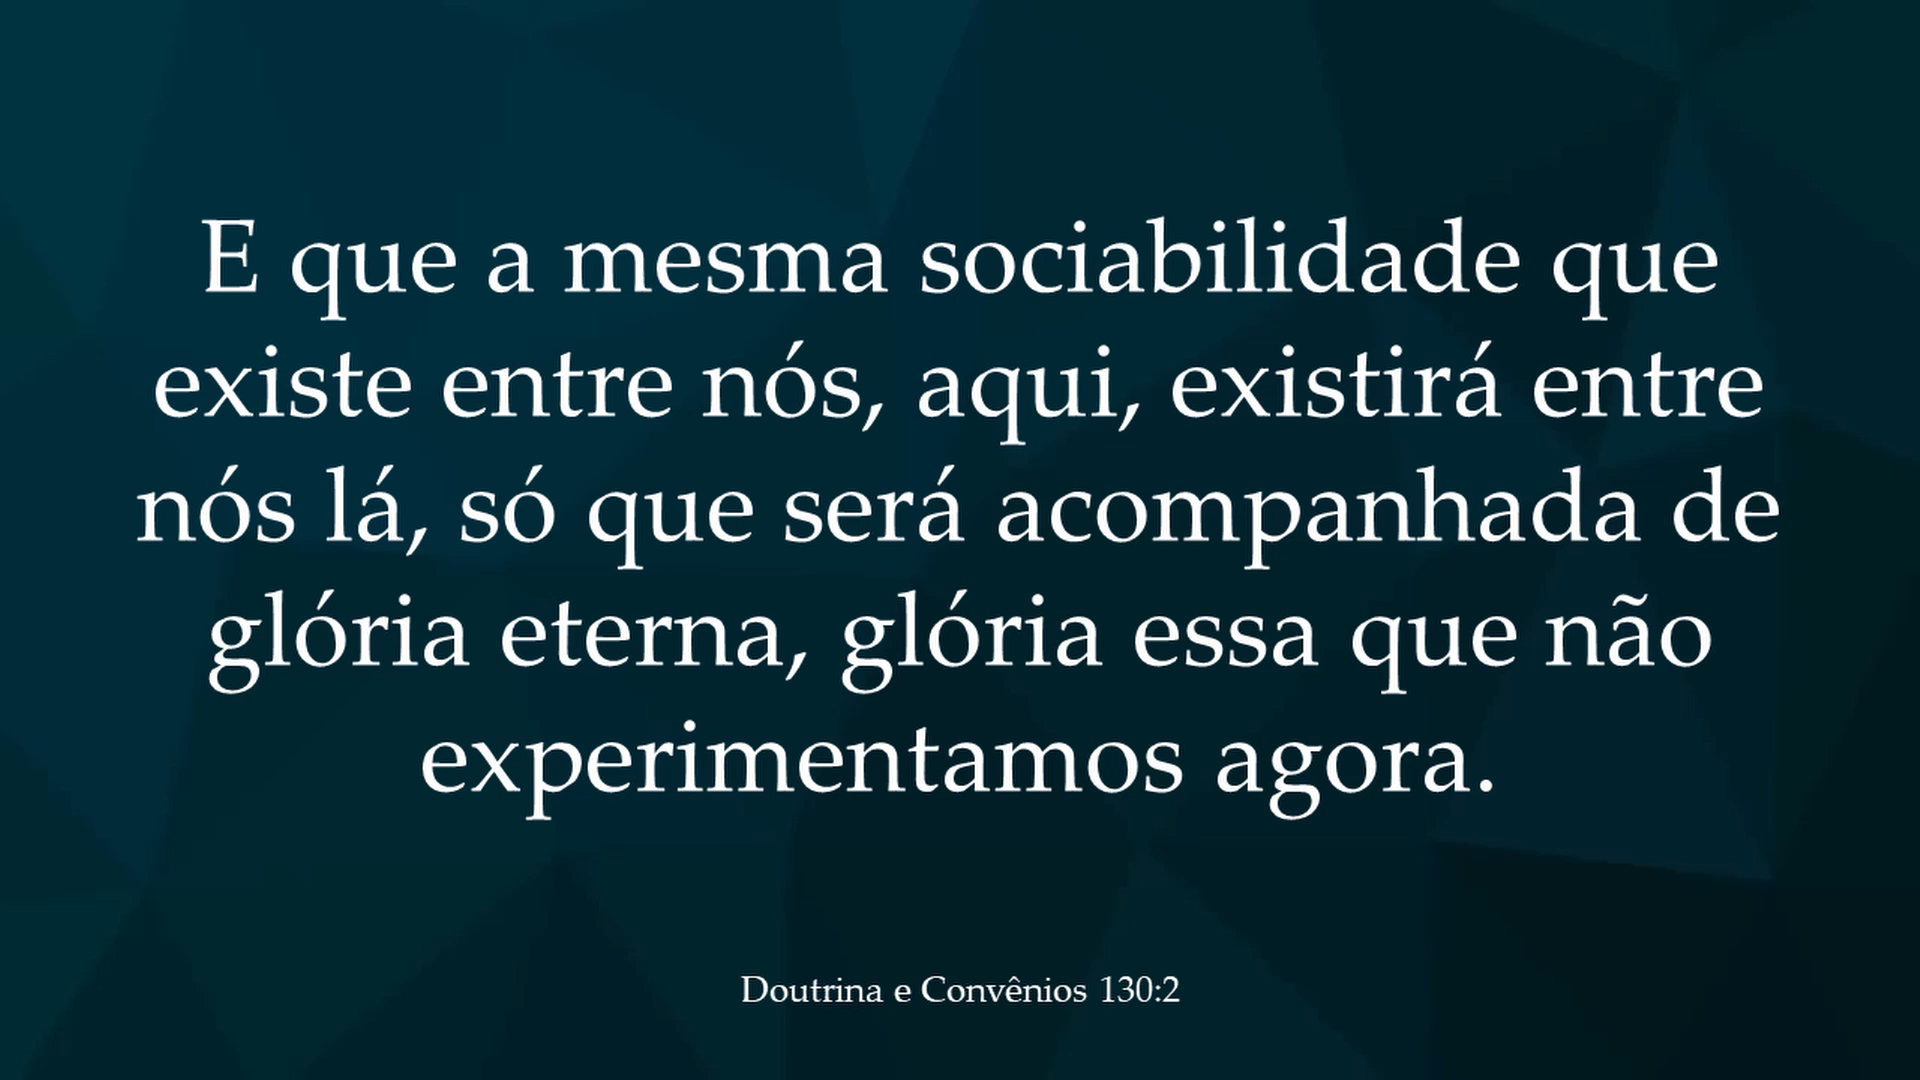 E que a mesma sociabilidade que
existe entre nós, aqui, existirá entre
nós lá, só que será acompanhada de
glória eterna, glória essa que não
experimentamos agora.
Doutrina e Convênios 130:2